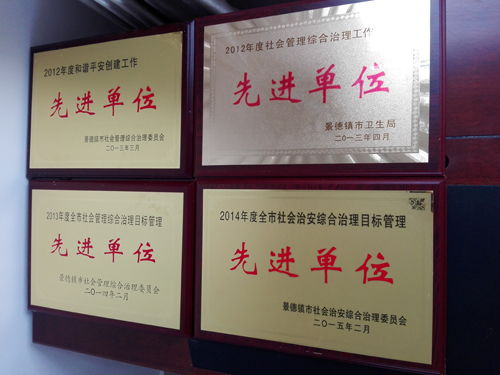 2012年度和谐平安创建工作
先进单位
景德镇市社会管理综合治理委员会
二〇一三年三月
2012年度社会管理综合治理工作
先进单位
景德镇市卫生局
二〇一三年四月
2013年度全市社会管理综合治理目标管理
先进单位
景德镇市社会管理综合治理委员会
二〇一四年二月
2014年度全市社会治安综合治理目标管理
先进单位
景德镇市社会治安综合治理委员会
二〇一五年二月